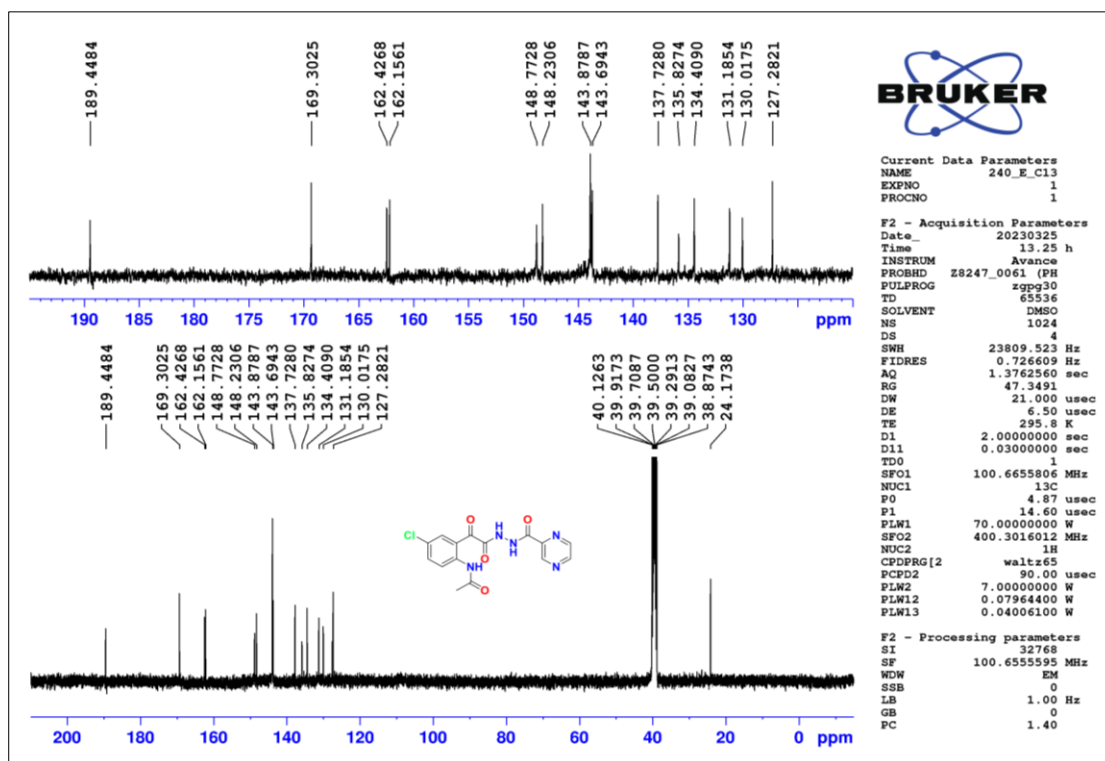 189.4484
169.3025
162.4268
162.1561
148.7728
148.2306
143.8787
143.6943
137.7280
135.8274
134.4090
131.1854
130.0175
127.2821
190 185 180 175 170 165 160 155 150 145 140 135 130 ppm
189.4484
169.3025
162.4268
162.1561
148.7728
148.2306
143.8787
143.6943
137.7280
135.8274
134.4090
131.1854
130.0175
127.2821
40.1263
39.9173
39.7087
39.5000
39.2913
39.0827
38.8743
24.1738
Cl
O
O
H
N
N
H
O
N
N
NH
O
200 180 160 140 120 100 80 60 40 20 0 ppm
BRUKER
Current Data Parameters
NAME 240_E_C13
EXPNO 1
PROCNO 1
F2 - Acquisition Parameters
Date_ 20230325
Time 13.25 h
INSTRUM Avance
PROBHD Z8247_0061 (PH
PULPROG zgpg30
TD 65536
SOLVENT DMSO
NS 1024
DS 4
SWH 23809.523 Hz
FIDRES 0.726609 Hz
AQ 1.3762560 sec
RG 47.3491
DW 21.000 usec
DE 6.50 usec
TE 295.8 K
D1 2.00000000 sec
D11 0.03000000 sec
TD0 1
SFO1 100.6655806 MHz
NUC1 13C
P0 4.87 usec
P1 14.60 usec
PLW1 70.00000000 W
SFO2 400.3016012 MHz
NUC2 1H
CPDPRG[2 waltz65
PCPD2 90.00 usec
PLW2 7.00000000 W
PLW12 0.07964400 W
PLW13 0.04006100 W
F2 - Processing parameters
SI 32768
SF 100.6555595 MHz
WDW EM
SSB 0
LB 1.00 Hz
GB 0
PC 1.40